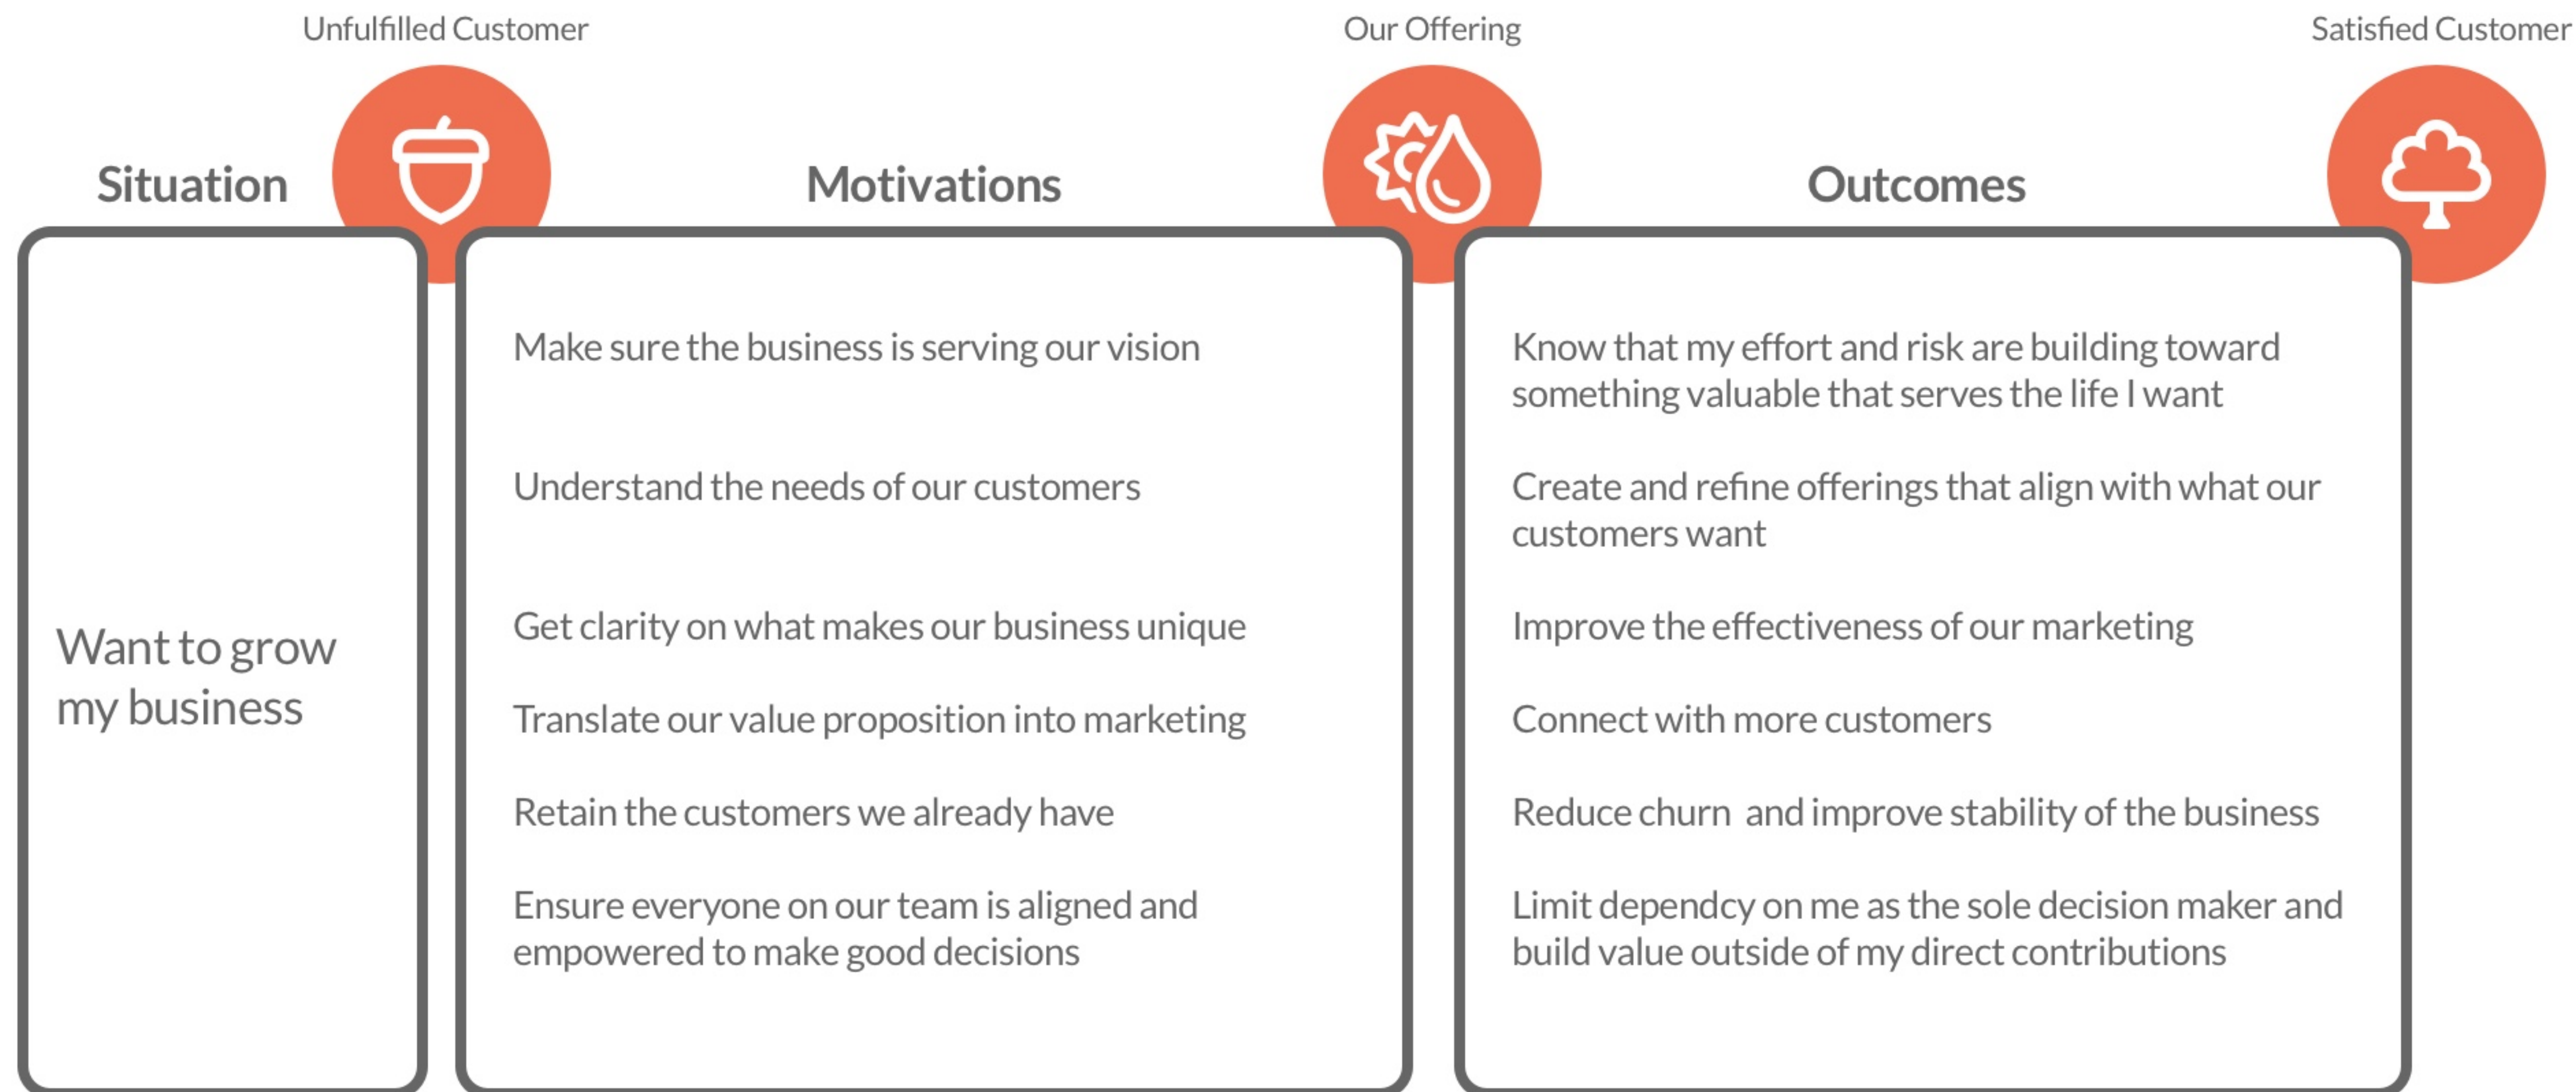 Unfulfilled Customer
Our Offering
Satisfied Customer
Situation
Motivations
Outcomes
Want to grow
my business
Make sure the business is serving our vision
Understand the needs of our customers
Get clarity on what makes our business unique
Translate our value proposition into marketing
Retain the customers we already have
Ensure everyone on our team is aligned and
empowered to make good decisions
Know that my effort and risk are building toward
something valuable that serves the life I want
Create and refine offerings that align with what our
customers want
Improve the effectiveness of our marketing
Connect with more customers
Reduce churn  and improve stability of the business
Limit dependcy on me as the sole decision maker and
build value outside of my direct contributions